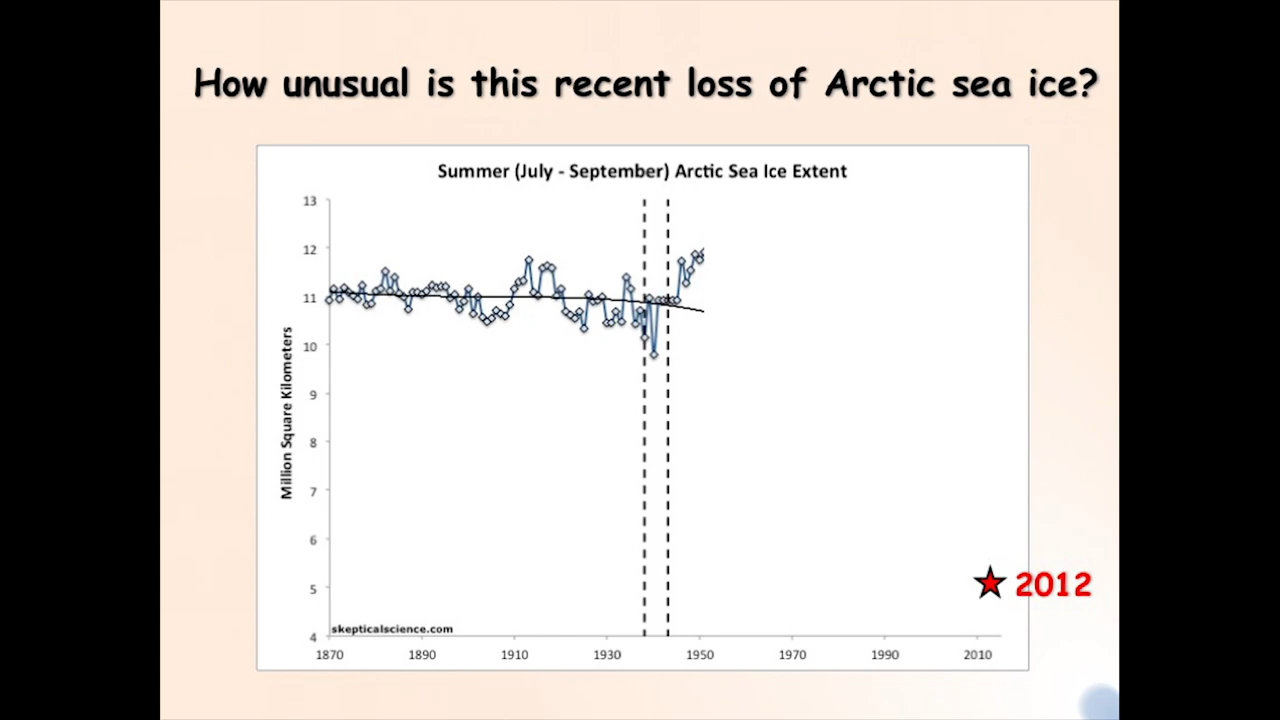 How unusual is this recent loss of Arctic sea ice?
Summer (July - September) Arctic Sea Ice Extent
Million Square Kilometers
13
12
11
10
9
8
7
6
5
4
2012
skepticalscience.com
1870 1890 1910 1930 1950 1970 1990 2010